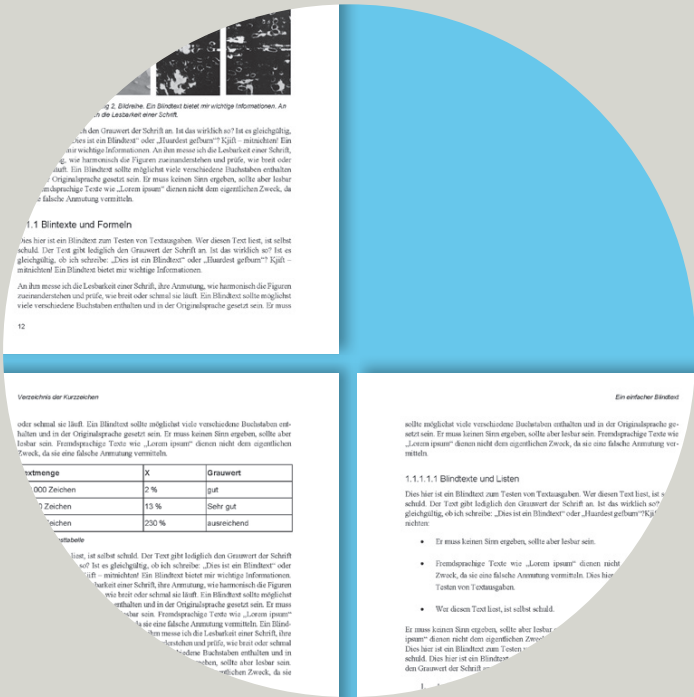 2, Bildreihe. Ein Blindtext bietet mir wichtige Informationen. An
die Lesbarkeit einer Schrift.
den Grauwert der Schrift an. Ist das wirklich so? Ist es gleichgültig,
ist ein Blindtext“ oder „Huardest gefburn“? Kjift – mitnichten! Ein
mir wichtige Informationen. An ihm messe ich die Lesbarkeit einer Schrift,
wie harmonisch die Figuren zueinanderstehen und prüfe, wie breit oder
läuft. Ein Blindtext sollte möglichst viele verschiedene Buchstaben enthalten
Originalsprache gesetzt sein. Er muss keinen Sinn ergeben, sollte aber lesbar
Texte wie „Lorem ipsum“ dienen nicht dem eigentlichen Zweck, da
falsche Anmutung vermitteln.
1.1 Blintexte und Formeln
Dies hier ist ein Blindtext zum Testen von Textausgaben. Wer diesen Text liest, ist selbst
schuld. Der Text gibt lediglich den Grauwert der Schrift an. Ist das wirklich so? Ist es
gleichgültig, ob ich schreibe: „Dies ist ein Blindtext“ oder „Huardest gefburn“? Kjift –
mitnichten! Ein Blindtext bietet mir wichtige Informationen.
An ihm messe ich die Lesbarkeit einer Schrift, ihre Anmutung, wie harmonisch die Figuren
zueinanderstehen und prüfe, wie breit oder schmal sie läuft. Ein Blindtext sollte möglichst
viele verschiedene Buchstaben enthalten und in der Originalsprache gesetzt sein. Er muss
12
Verzeichnis der Kurzzeichen
oder schmal sie läuft. Ein Blindtext sollte möglichst viele verschiedene Buchstaben ent-
halten und in der Originalsprache gesetzt sein. Er muss keinen Sinn ergeben, sollte aber
lesbar sein. Fremdsprachige Texte wie „Lorem ipsum“ dienen nicht dem eigentlichen
Zweck, da sie eine falsche Anmutung vermitteln.
X Grauwert
000 Zeichen 2 % gut
Zeichen 13 % Sehr gut
230 % ausreichend
liest, ist selbst schuld. Der Text gibt lediglich den Grauwert der Schrift
so? Ist es gleichgültig, ob ich schreibe: „Dies ist ein Blindtext“ oder
– mitnichten! Ein Blindtext bietet mir wichtige Informationen.
einer Schrift, ihre Anmutung, wie harmonisch die Figuren
wie breit oder schmal sie läuft. Ein Blindtext sollte möglichst
enthalten und in der Originalsprache gesetzt sein. Er muss
sein. Fremdsprachige Texte wie „Lorem ipsum“
da sie eine falsche Anmutung vermitteln. Ein Blind-
messe ich die Lesbarkeit einer Schrift, ihre
und prüfe, wie breit oder schmal
Buchstaben enthalten und in
sollte aber lesbar sein.
Zweck, da sie
Ein einfacher Blindtext
sollte möglichst viele verschiedene Buchstaben enthalten und in der Originalsprache ge-
setzt sein. Er muss keinen Sinn ergeben, sollte aber lesbar sein. Fremdsprachige Texte wie
„Lorem ipsum“ dienen nicht dem eigentlichen Zweck, da sie eine falsche Anmutung ver-
mitteln.
1.1.1.1.1 Blindtexte und Listen
Dies hier ist ein Blindtext zum Testen von Textausgaben. Wer diesen Text liest, ist
schuld. Der Text gibt lediglich den Grauwert der Schrift an. Ist das wirklich so?
gleichgültig, ob ich schreibe: „Dies ist ein Blindtext“ oder „Huardest gefburn“?
nichten:
• Er muss keinen Sinn ergeben, sollte aber lesbar sein.
• Fremdsprachige Texte wie „Lorem ipsum“ dienen nicht
Zweck, da sie eine falsche Anmutung vermitteln. Dies
Testen von Textausgaben.
• Wer diesen Text liest, ist selbst schuld.
Er muss keinen Sinn ergeben, sollte aber lesbar
ipsum“ dienen nicht dem eigentlichen
Dies hier ist ein Blindtext zum Testen
schuld. Dies hier ist ein
den Grauwert der Schrift